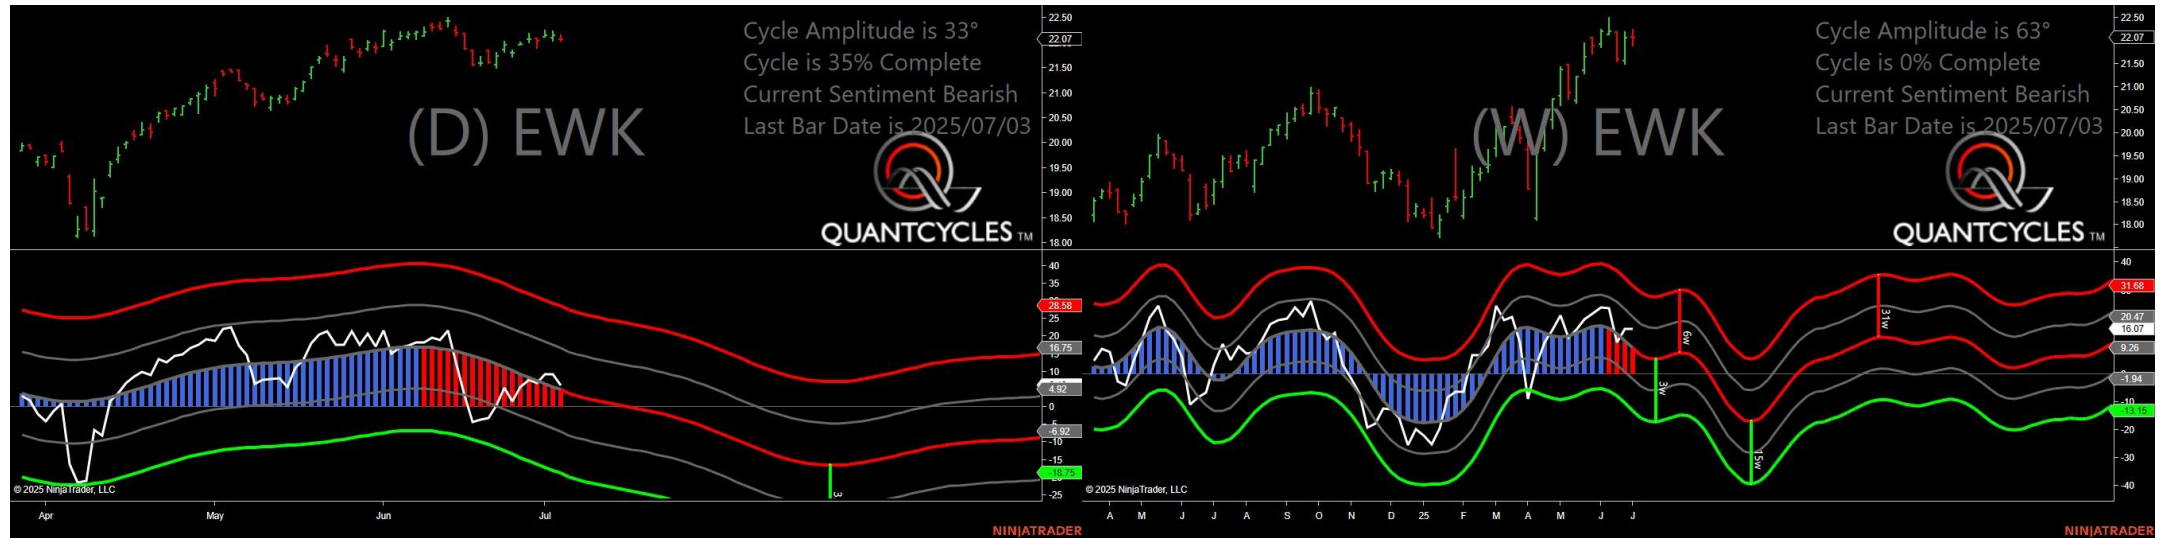 Cycle Amplitude is 33°
Cycle is 35% Complete
Current Sentiment Bearish
Last Bar Date is 2025/07/03
(D) EWK
QUANTCYCLES TM
22.50
22.07
21.50
21.00
20.50
20.00
19.50
19.00
18.50
18.00
40
35
28.58
25
20
16.75
10
4.92
0
-6.92
-10
-15
-18.75
-25
3
© 2025 NinjaTrader, LLC
Apr May Jun Jul
NINJATRADER
Cycle Amplitude is 63°
Cycle is 0% Complete
Current Sentiment Bearish
Last Bar Date is 2025/07/03
(W) EWK
QUANTCYCLES TM
22.50
22.07
21.50
21.00
20.50
20.00
19.50
19.00
18.50
18.00
40
31.68
20.47
16.07
9.26
-1.94
-10
-13.15
-20
-30
-40
6w
3w
15w
31w
© 2025 NinjaTrader, LLC
A M J J A S O N D 25 F M A M J J
NINJATRADER